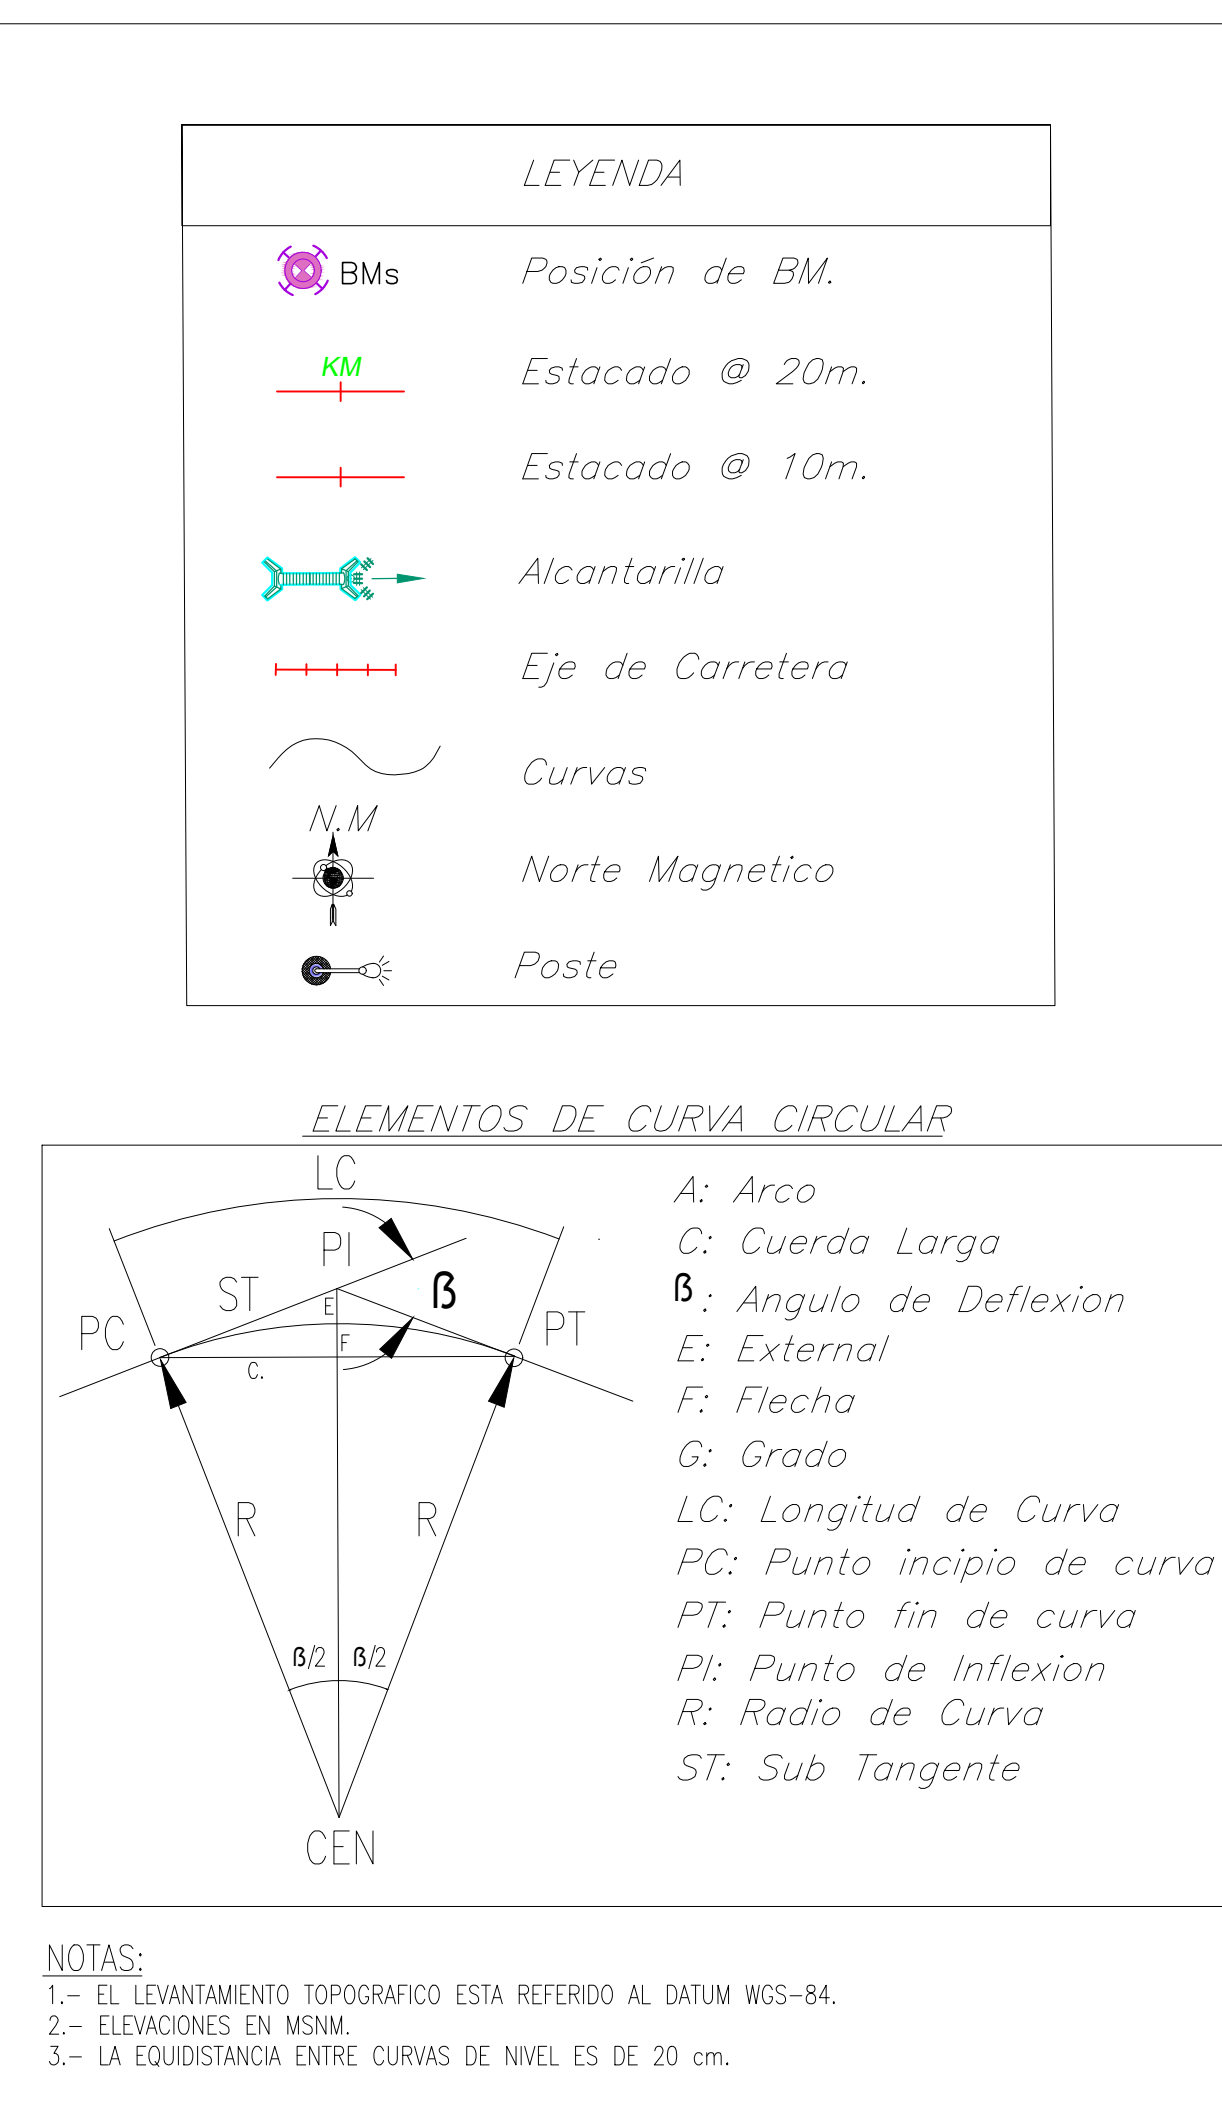 LEYENDA
BMs Posición de BM.
KM Estacado @ 20m.
Estacado @ 10m.
Alcantarilla
Eje de Carretera
Curvas
N.M
Norte Magnetico
Poste
ELEMENTOS DE CURVA CIRCULAR
LC
PI
ST
ß
E
PC
F
PT
C.
R
R
ß/2
ß/2
CEN
A: Arco
C: Cuerda Larga
ß: Angulo de Deflexion
E: External
F: Flecha
G: Grado
LC: Longitud de Curva
PC: Punto incipio de curva
PT: Punto fin de curva
PI: Punto de Inflexion
R: Radio de Curva
ST: Sub Tangente
NOTAS:
1.- EL LEVANTAMIENTO TOPOGRAFICO ESTA REFERIDO AL DATUM WGS-84.
2.- ELEVACIONES EN MSNM.
3.- LA EQUIDISTANCIA ENTRE CURVAS DE NIVEL ES DE 20 cm.